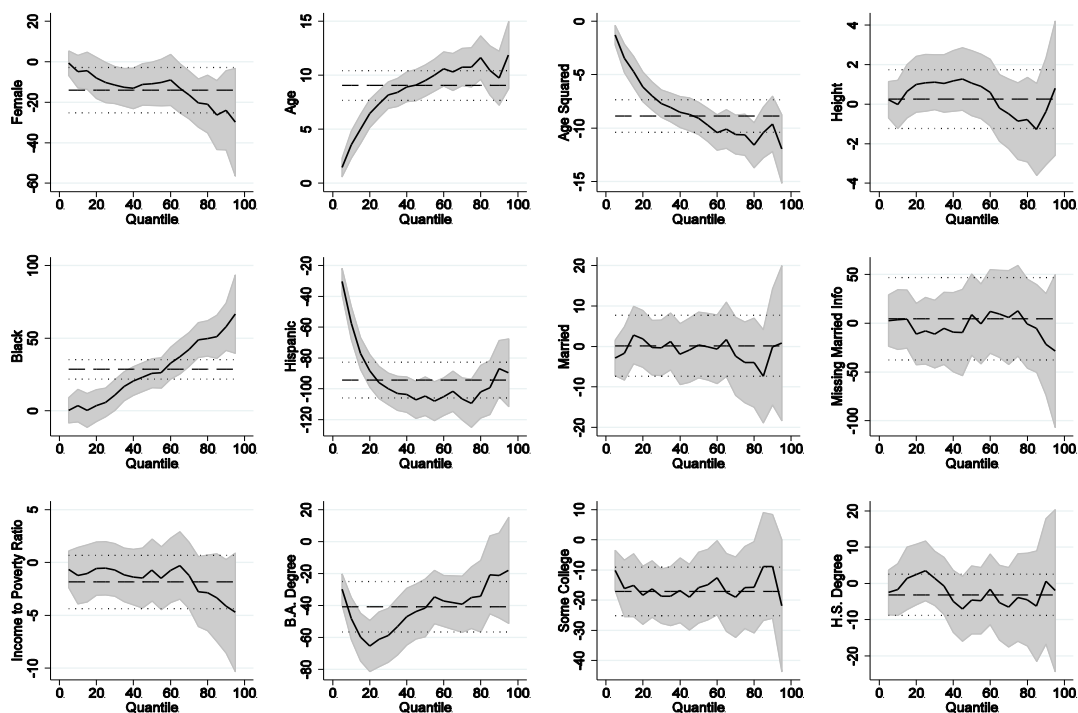 Female
20
0
-20
-40
-60
0 20 40 60 80 100
Quantile
Age
15
10
5
0
0 20 40 60 80 100
Quantile
Age Squared
0
-5
-10
-15
0 20 40 60 80 100
Quantile
Height
4
2
0
-2
-4
0 20 40 60 80 100
Quantile
Black
100
50
0
0 20 40 60 80 100
Quantile
Hispanic
-20
-40
-60
-80
-100
-120
0 20 40 60 80 100
Quantile
Married
20
10
0
-10
-20
0 20 40 60 80 100
Quantile
Missing Married Info
50
0
-50
-100
0 20 40 60 80 100
Quantile
Income to Poverty Ratio
5
0
-5
-10
0 20 40 60 80 100
Quantile
B.A. Degree
20
0
-20
-40
-60
-80
0 20 40 60 80 100
Quantile
Some College
10
0
-10
-20
-30
-40
0 20 40 60 80 100
Quantile
H.S. Degree
20
10
0
-10
-20
0 20 40 60 80 100
Quantile